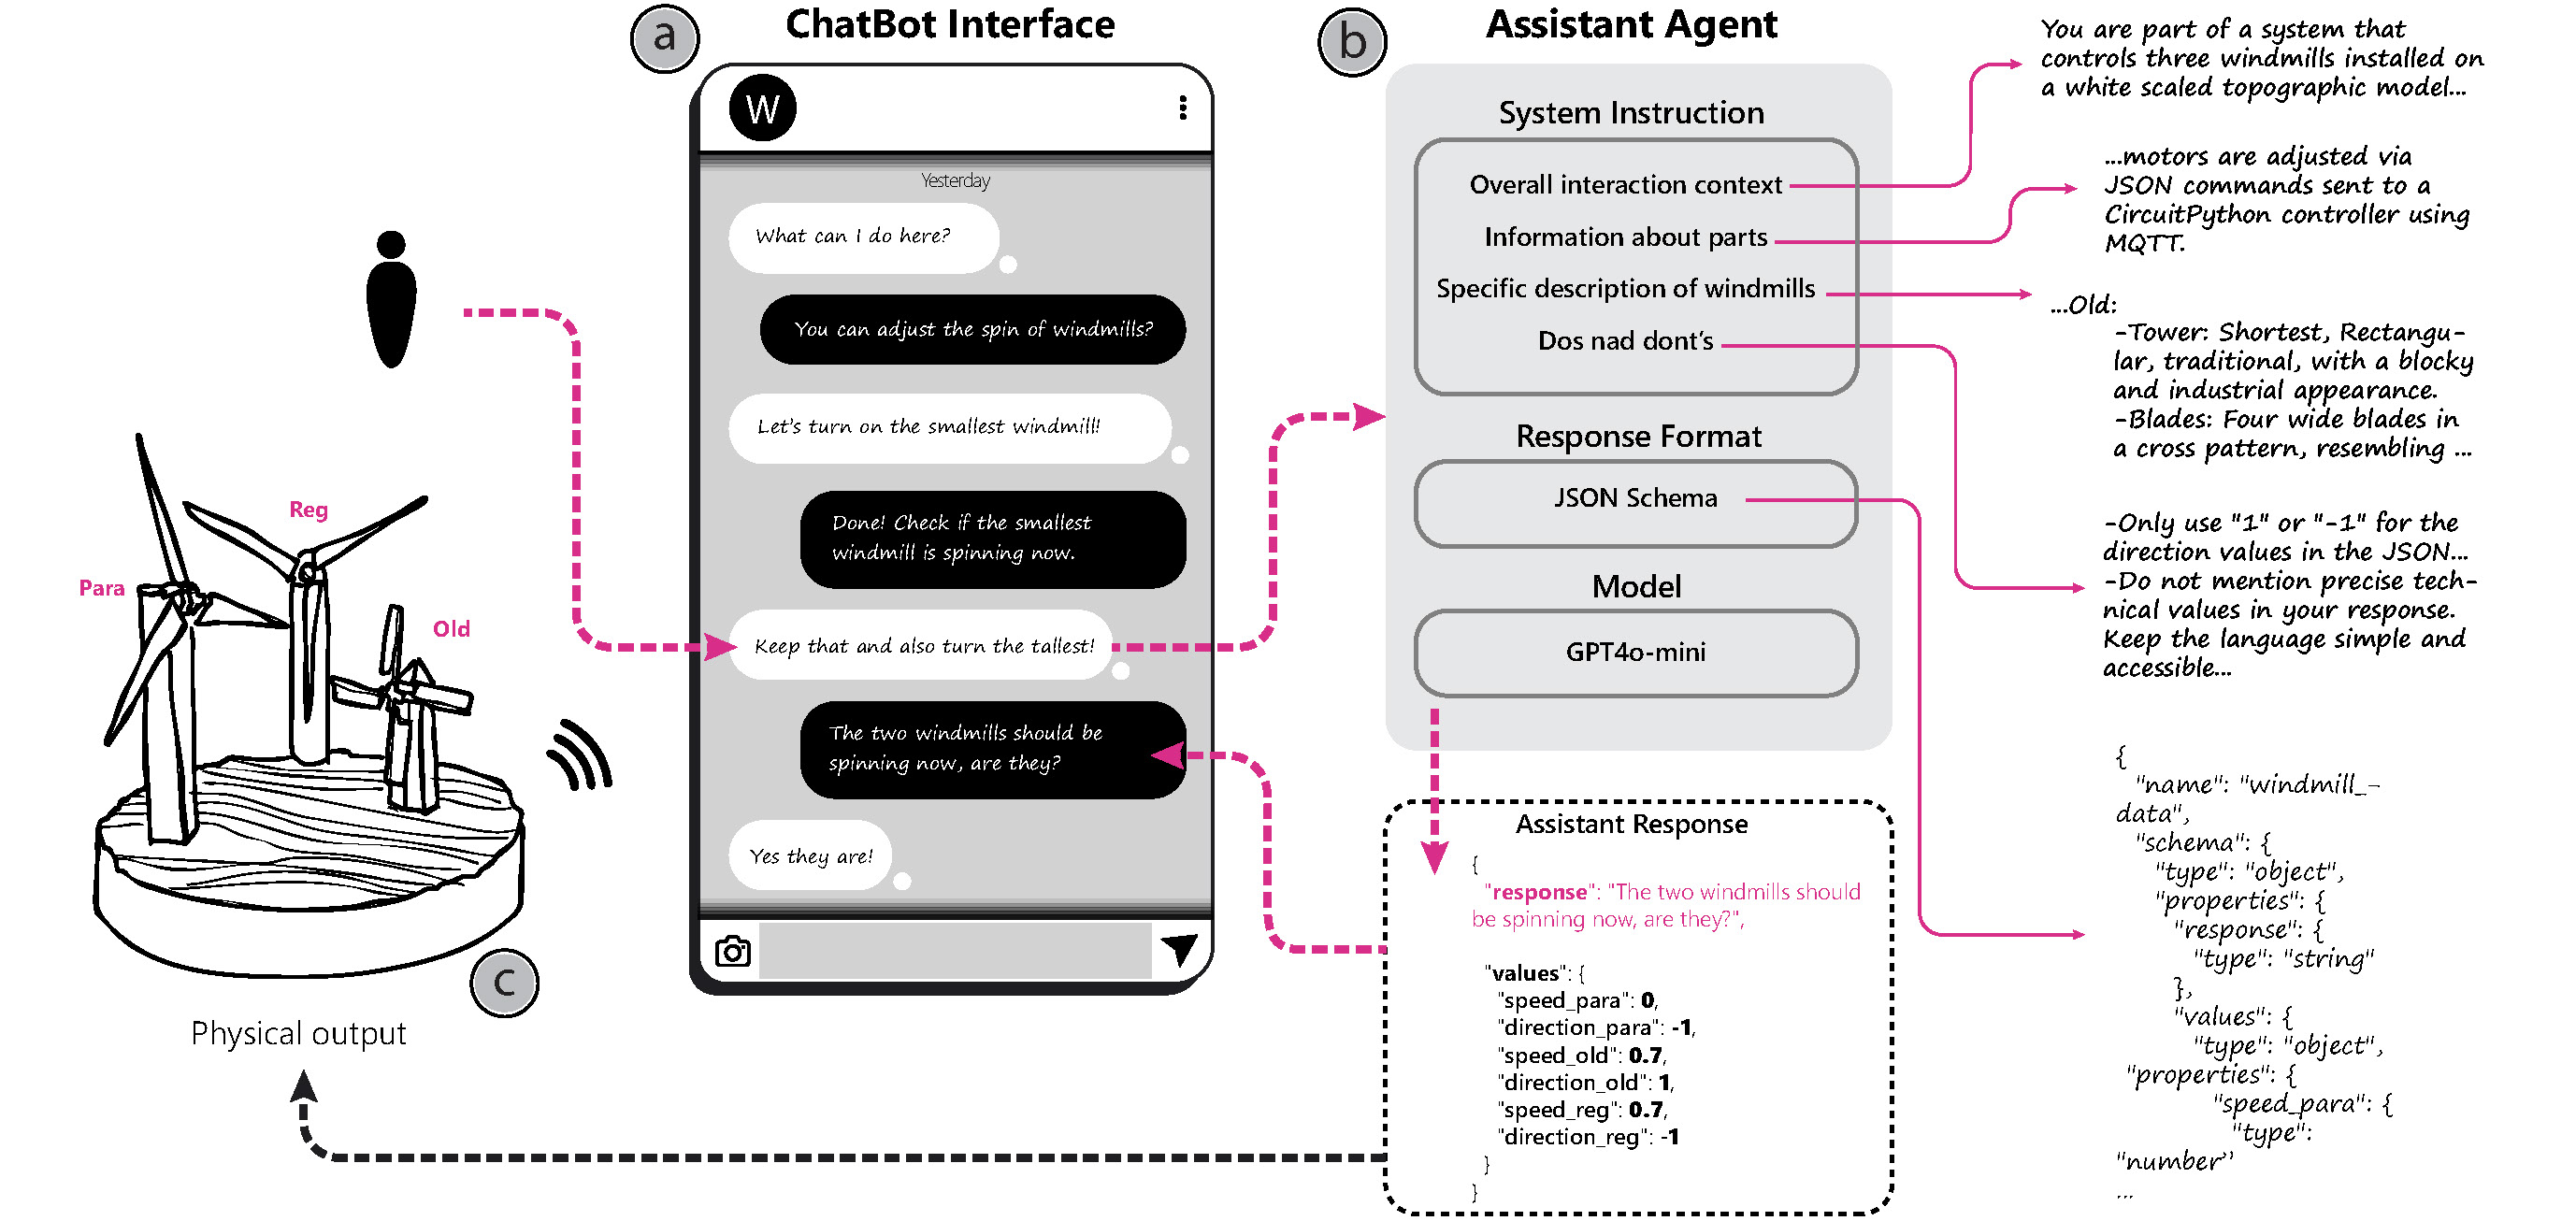 a
ChatBot Interface
W
Yesterday
What can I do here?
You can adjust the spin of windmills?
Let's turn on the smallest windmill!
Done! Check if the smallest
windmill is spinning now.
Keep that and also turn the tallest!
The two windmills should be
spinning now, are they?
Yes they are!
Para
Reg
Old
c
Physical output
b
Assistant Agent
System Instruction
Overall interaction context
Information about parts
Specific description of windmills
Dos nad dont's
Response Format
JSON Schema
Model
GPT4o-mini
Assistant Response
{
"response": "The two windmills should
be spinning now, are they?",
"values": {
"speed_para": 0,
"direction_para": -1,
"speed_old": 0.7,
"direction_old": 1,
"speed_reg": 0.7,
"direction_reg": -1
}
}
You are part of a system that
controls three windmills installed on
a white scaled topographic model...
...motors are adjusted via
JSON commands sent to a
CircuitPython controller using
MQTT.
...Old:
-Tower: Shortest, Rectangu-
lar, traditional, with a blocky
and industrial appearance.
-Blades: Four wide blades in
a cross pattern, resembling ...
-Only use "1" or "-1" for the
direction values in the JSON...
-Do not mention precise tech-
nical values in your response.
Keep the language simple and
accessible...
{
"name": "windmill_-
data",
"schema": {
"type": "object",
"properties": {
"response": {
"type": "string"
},
"values": {
"type": "object",
"properties": {
"speed_para": {
"type":
"number"
...